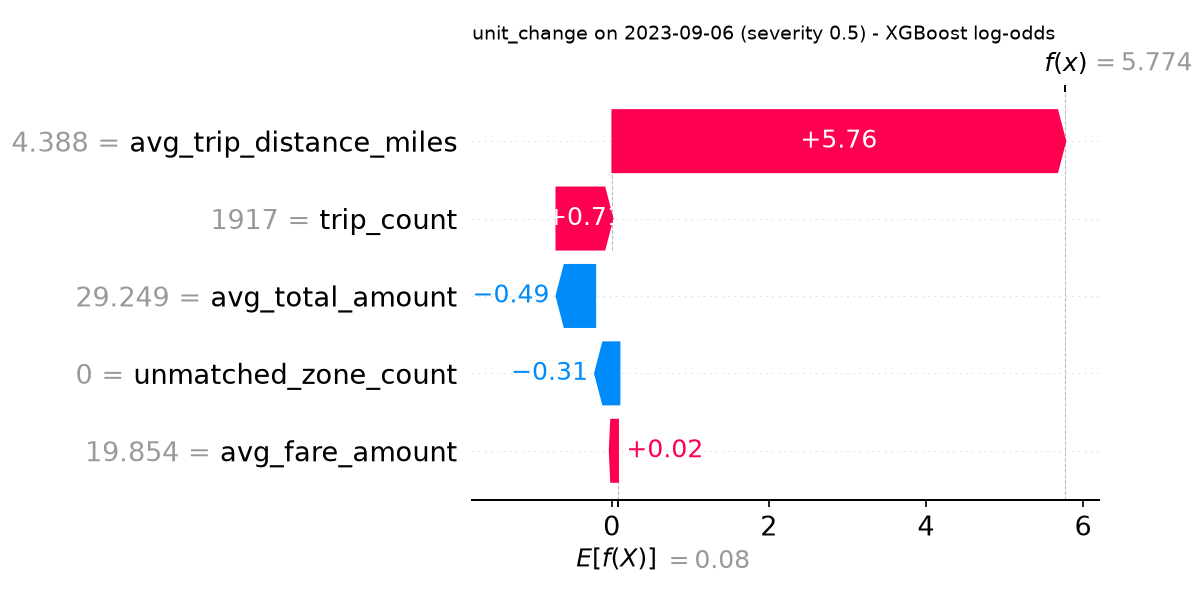 unit_change on 2023-09-06 (severity 0.5) - XGBoost log-odds
f(x) = 5.774
4.388 = avg_trip_distance_miles
+5.76
1917 = trip_count
+0.71
29.249 = avg_total_amount
−0.49
0 = unmatched_zone_count
−0.31
19.854 = avg_fare_amount
+0.02
0 2 4 6
E[f(X)] = 0.08